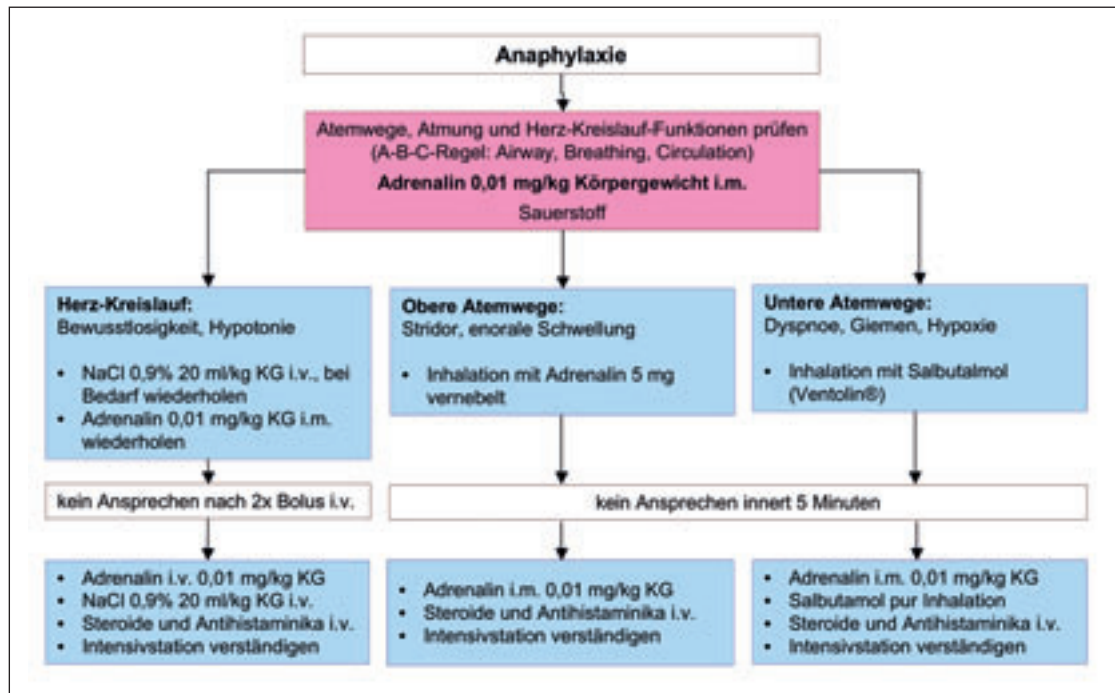 Anaphylaxie
Atemwege, Atmung und Herz-Kreislauf-Funktionen prüfen
(A-B-C-Regel: Airway, Breathing, Circulation)
Adrenalin 0,01 mg/kg Körpergewicht i.m.
Sauerstoff
Herz-Kreislauf:
Bewusstlosigkeit, Hypotonie
• NaCl 0,9% 20 ml/kg KG i.v., bei
Bedarf wiederholen
• Adrenalin 0,01 mg/kg KG i.m.
wiederholen
Obere Atemwege:
Stridor, enorale Schwellung
• Inhalation mit Adrenalin 5 mg
vernebelt
Untere Atemwege:
Dyspnoe, Giemen, Hypoxie
• Inhalation mit Salbutalmol
(Ventolin®)
kein Ansprechen nach 2x Bolus i.v.
kein Ansprechen innert 5 Minuten
• Adrenalin i.v. 0,01 mg/kg KG
• NaCl 0,9% 20 ml/kg KG i.v.
• Steroide und Antihistaminika i.v.
• Intensivstation verständigen
• Adrenalin i.m. 0,01 mg/kg KG
• Steroide und Antihistaminika i.v.
• Intensivstation verständigen
• Adrenalin i.m. 0,01 mg/kg KG
• Salbutamol pur Inhalation
• Steroide und Antihistaminika i.v.
• Intensivstation verständigen